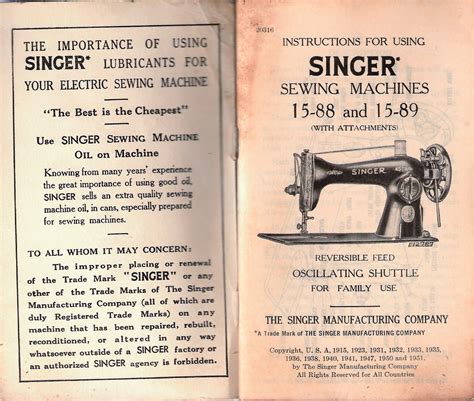 THE IMPORTANCE OF USING
SINGER* LUBRICANTS FOR
YOUR ELECTRIC SEWING MACHINE
"The Best is the Cheapest"
Use SINGER SEWING MACHINE
OIL on MACHINE
Knowing from many years' experience
the great importance of using good oil,
SINGER sells an extra quality sewing
machine oil, in cans, especially prepared
for sewing machines.
TO ALL WHOM IT MAY CONCERN:
The improper placing or renewal
of the Trade Mark "SINGER" or any
other of the Trade Marks of The Singer
Manufacturing Company (all of which are
duly Registered Trade Marks) on any
machine that has been repaired, rebuilt,
reconditioned, or altered in any way
whatsoever outside of a SINGER factory or
an authorized SINGER agency is forbidden.
20316
INSTRUCTIONS FOR USING
SINGER*
SEWING MACHINES
15-88 and 15-89
(WITH ATTACHMENTS)
SINGER
REVERSIBLE FEED
OSCILLATING SHUTTLE
FOR FAMILY USE
THE SINGER MANUFACTURING COMPANY
*A Trade Mark of THE SINGER MANUFACTURING COMPANY
Copyright, U. S. A., 1915, 1923, 1931, 1932, 1933, 1935,
1936, 1938, 1940, 1941, 1947, 1950 and 1951,
by The Singer Manufacturing Company
All Rights Reserved for All Countries